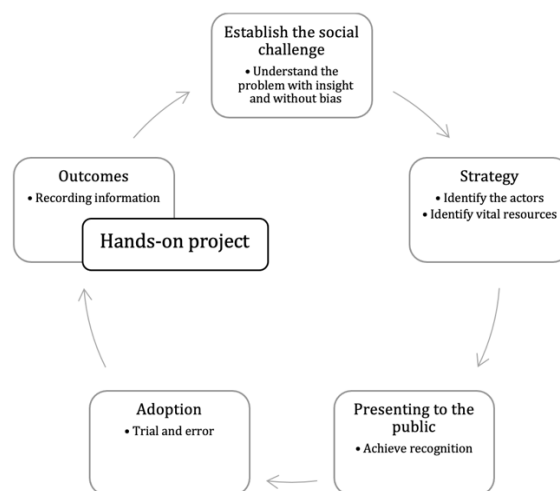 Establish the social
challenge
• Understand the
problem with insight
and without bias
Strategy
• Identify the actors
• Identify vital resources
Presenting to the
public
• Achieve recognition
Adoption
• Trial and error
Outcomes
• Recording information
Hands-on project